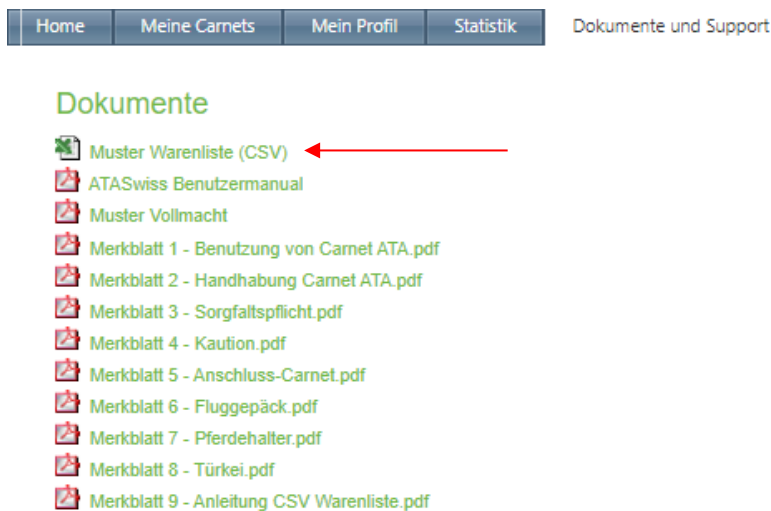 Home Meine Carnets Mein Profil Statistik Dokumente und Support
Dokumente
Muster Warenliste (CSV)
ATASwiss Benutzermanual
Muster Vollmacht
Merkblatt 1 - Benutzung von Carnet ATA.pdf
Merkblatt 2 - Handhabung Carnet ATA.pdf
Merkblatt 3 - Sorgfaltspflicht.pdf
Merkblatt 4 - Kaution.pdf
Merkblatt 5 - Anschluss-Carnet.pdf
Merkblatt 6 - Fluggepäck.pdf
Merkblatt 7 - Pferdehalter.pdf
Merkblatt 8 - Türkei.pdf
Merkblatt 9 - Anleitung CSV Warenliste.pdf